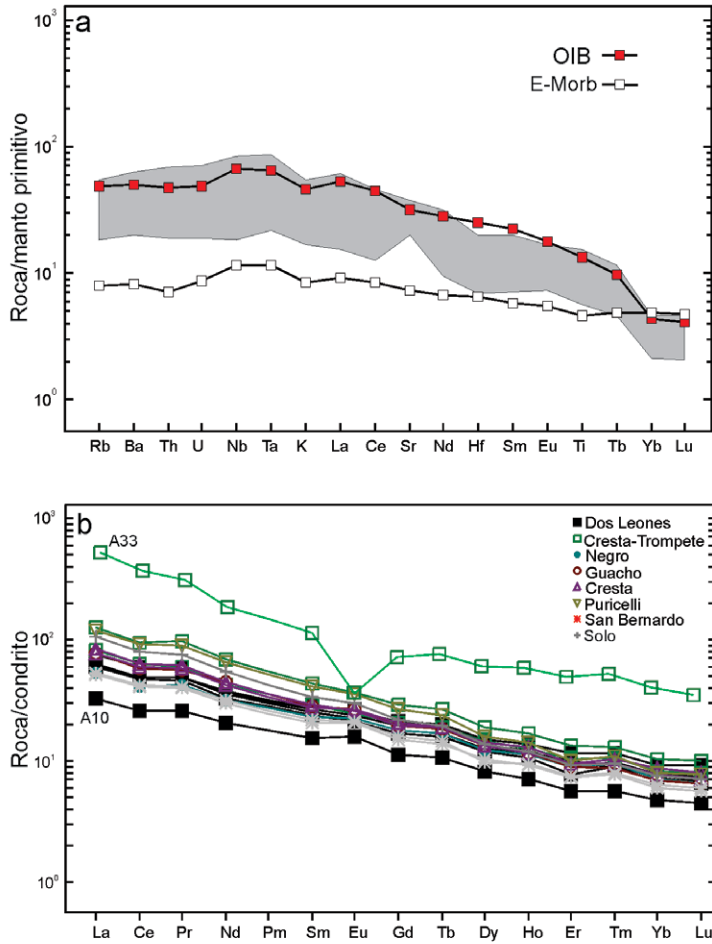 a
Roca/manto primitivo
10³
10²
10¹
10⁰
OIB
E-Morb
Rb Ba Th U Nb Ta K La Ce Sr Nd Hf Sm Eu Ti Tb Yb Lu
b
Roca/condrito
10³
10²
10¹
10⁰
A33
A10
Dos Leones
Cresta-Trompete
Negro
Guacho
Cresta
Puricelli
San Bernardo
Solo
La Ce Pr Nd Pm Sm Eu Gd Tb Dy Ho Er Tm Yb Lu